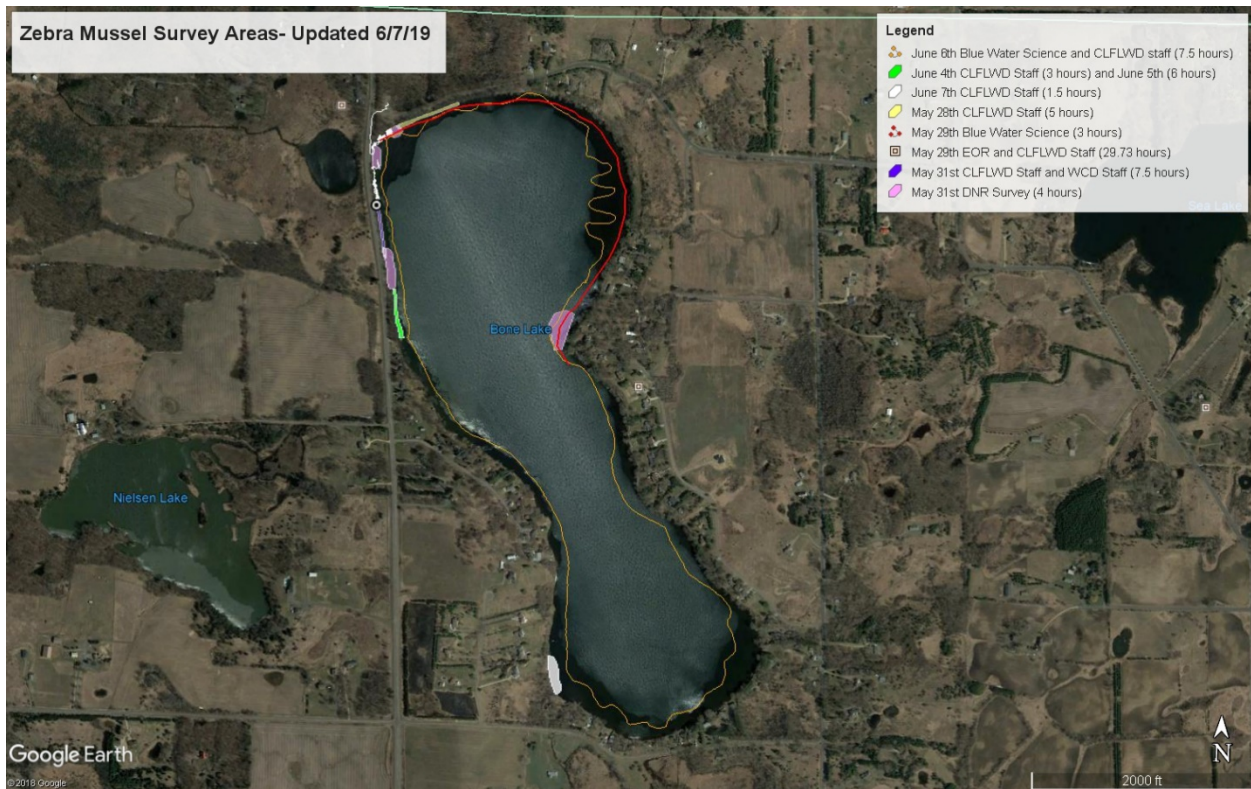 Zebra Mussel Survey Areas- Updated 6/7/19
Legend
June 6th Blue Water Science and CLFLWD staff (7.5 hours)
June 4th CLFLWD Staff (3 hours) and June 5th (6 hours)
June 7th CLFLWD Staff (1.5 hours)
May 28th CLFLWD Staff (5 hours)
May 29th Blue Water Science (3 hours)
May 29th EOR and CLFLWD Staff (29.73 hours)
May 31st CLFLWD Staff and WCD Staff (7.5 hours)
May 31st DNR Survey (4 hours)
Sea Lake
Bone Lake
Nielsen Lake
Google Earth
©2018 Google
N
2000 ft